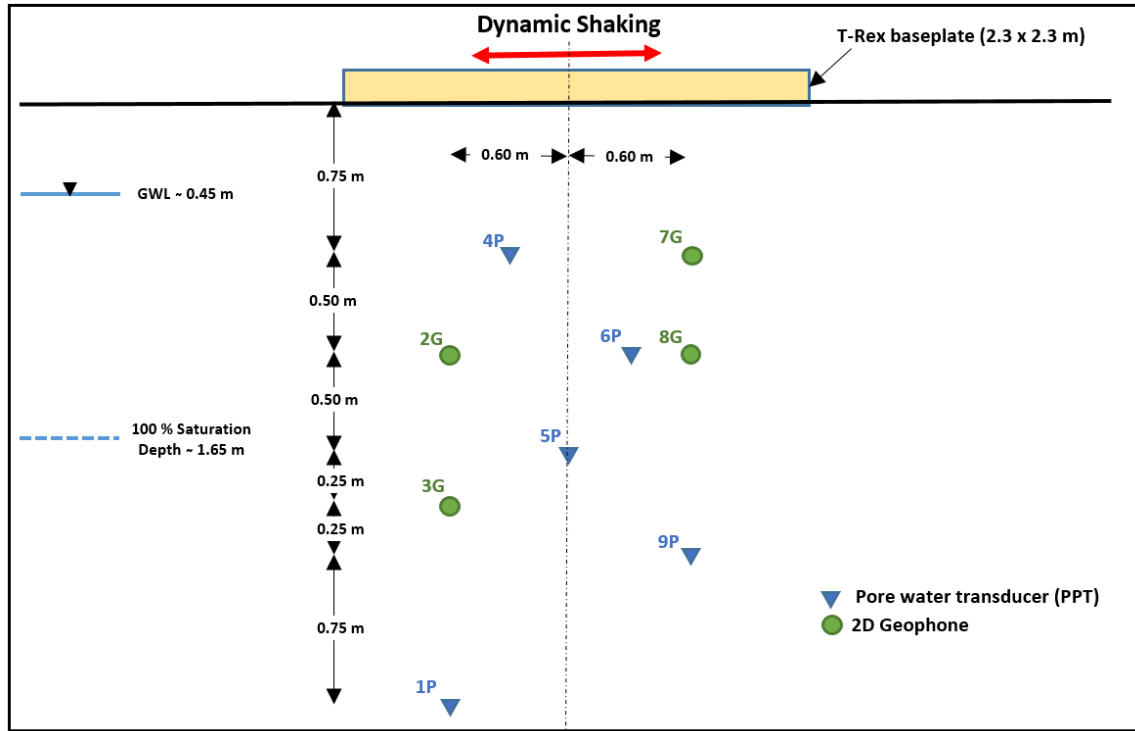 Dynamic Shaking
T-Rex baseplate (2.3 x 2.3 m)
0.60 m
0.60 m
0.75 m
GWL ~ 0.45 m
4P
7G
0.50 m
2G
6P
8G
0.50 m
100 % Saturation
Depth ~ 1.65 m
5P
0.25 m
3G
0.25 m
9P
Pore water transducer (PPT)
2D Geophone
0.75 m
1P